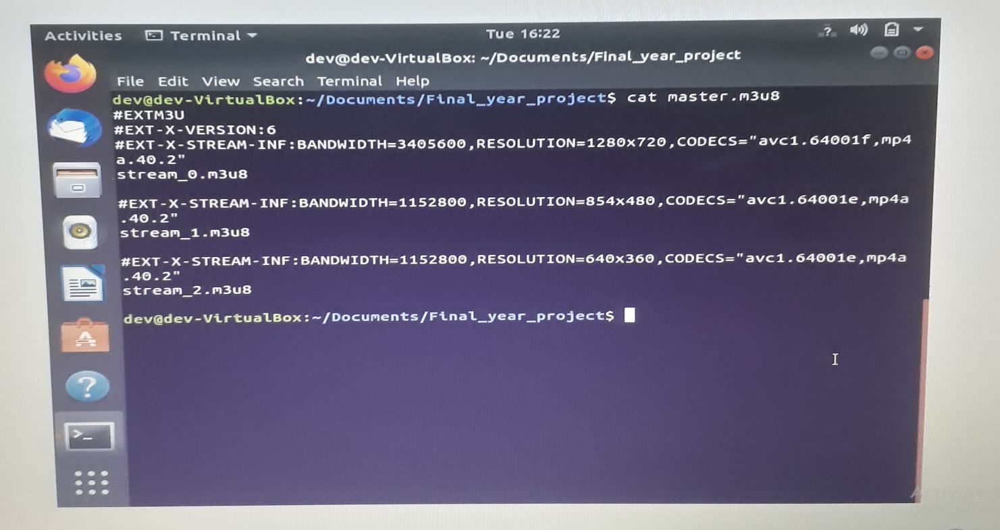 Activities Terminal Tue 16:22 ?
dev@dev-VirtualBox: ~/Documents/Final_year_project
File Edit View Search Terminal Help
dev@dev-VirtualBox:~/Documents/Final_year_project$ cat master.m3u8
#EXTM3U
#EXT-X-VERSION:6
#EXT-X-STREAM-INF:BANDWIDTH=3405600,RESOLUTION=1280x720,CODECS="avc1.64001f,mp4
a.40.2"
stream_0.m3u8
#EXT-X-STREAM-INF:BANDWIDTH=1152800,RESOLUTION=854x480,CODECS="avc1.64001e,mp4a
.40.2"
stream_1.m3u8
#EXT-X-STREAM-INF:BANDWIDTH=1152800,RESOLUTION=640x360,CODECS="avc1.64001e,mp4a
.40.2"
stream_2.m3u8
dev@dev-VirtualBox:~/Documents/Final_year_project$